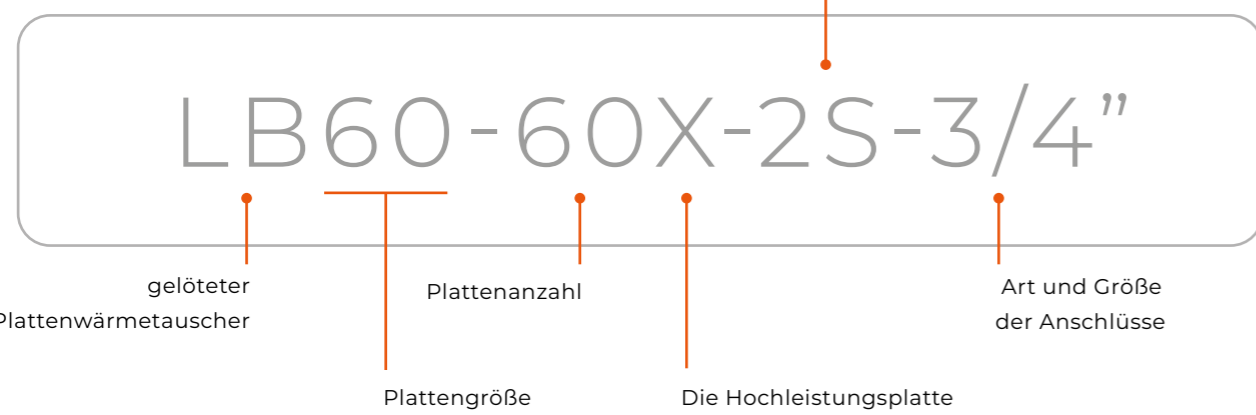 LB60-60X-2S-3/4”
gelöteter
Plattenwärmetauscher
Plattenanzahl
Art und Größe
der Anschlüsse
Plattengröße
Die Hochleistungsplatte